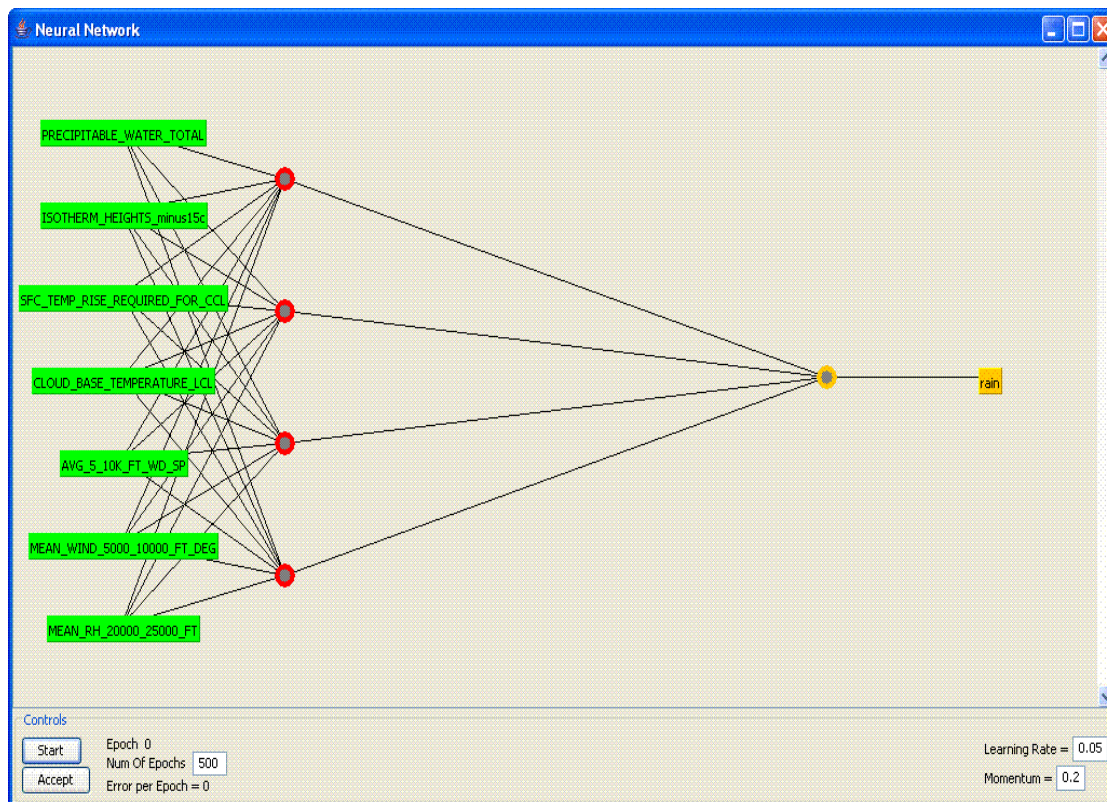 Neural Network
PRECIPITABLE_WATER_TOTAL
ISOTHERM_HEIGHTS_minus15c
SFC_TEMP_RISE_REQUIRED_FOR_CCL
CLOUD_BASE_TEMPERATURE_LCL
rain
AVG_5_10K_FT_WD_SP
MEAN_WIND_5000_10000_FT_DEG
MEAN_RH_20000_25000_FT
Controls
Start
Epoch 0
Num Of Epochs 500
Accept
Error per Epoch = 0
Learning Rate = 0.05
Momentum = 0.2